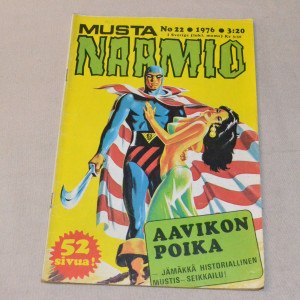 MUSTA
No 22 • 1976 • 3:20
NAAMIO
52
sivua!
AAVIKON
POIKA
— JÄMÄKKÄ HISTORIALLINEN
MUSTIS-SEIKKAILU!